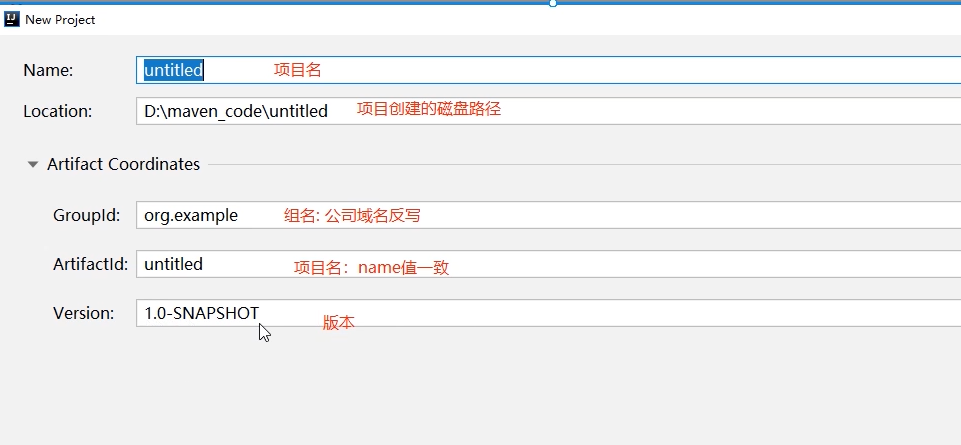 New Project
Name: untitled 项目名
Location: D:\maven_code\untitled 项目创建的磁盘路径
Artifact Coordinates
GroupId: org.example 组名: 公司域名反写
ArtifactId: untitled 项目名：name值一致
Version: 1.0-SNAPSHOT 版本